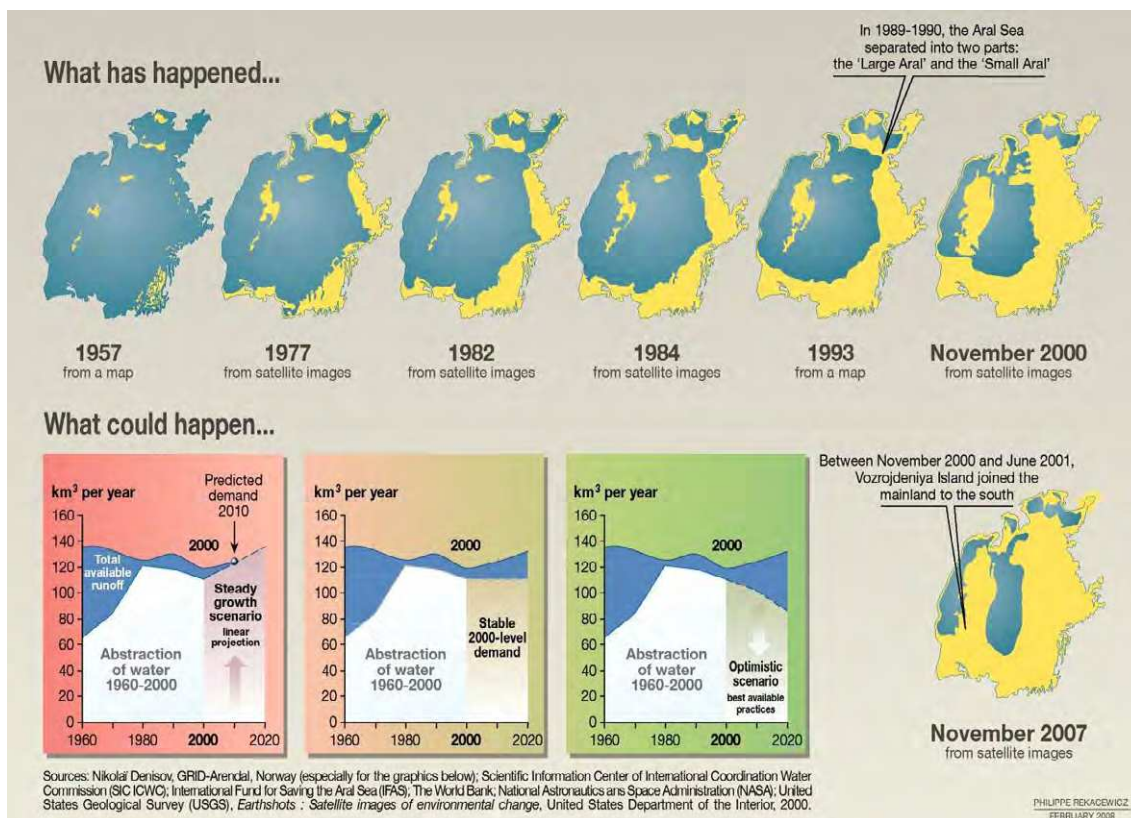 What has happened...
In 1989-1990, the Aral Sea
separated into two parts:
the ‘Large Aral’ and the ‘Small Aral’
1957
from a map
1977
from satellite images
1982
from satellite images
1984
from satellite images
1993
from a map
November 2000
from satellite images
What could happen...
km³ per year
160
140
120
100
80
60
40
20
0
1960
1980
2000
2020
Predicted
demand
2010
2000
Total
available
runoff
Steady
growth
scenario
linear
projection
Abstraction
of water
1960-2000
km³ per year
160
140
120
100
80
60
40
20
0
1960
1980
2000
2020
2000
Stable
2000-level
demand
Abstraction
of water
1960-2000
km³ per year
160
140
120
100
80
60
40
20
0
1960
1980
2000
2020
2000
Abstraction
of water
1960-2000
Optimistic
scenario
best available
practices
Between November 2000 and June 2001,
Vozrojdeniya Island joined the
mainland to the south
November 2007
from satellite images
Sources: Nikolaï Denisov, GRID-Arendal, Norway (especially for the graphics below); Scientific Information Center of International Coordination Water
Commission (SIC ICWC); International Fund for Saving the Aral Sea (IFAS); The World Bank; National Astronautics ans Space Administration (NASA); United
States Geological Survey (USGS), Earthshots : Satellite images of environmental change, United States Department of the Interior, 2000.
PHILIPPE REKACEWICZ
FEBRUARY 2008